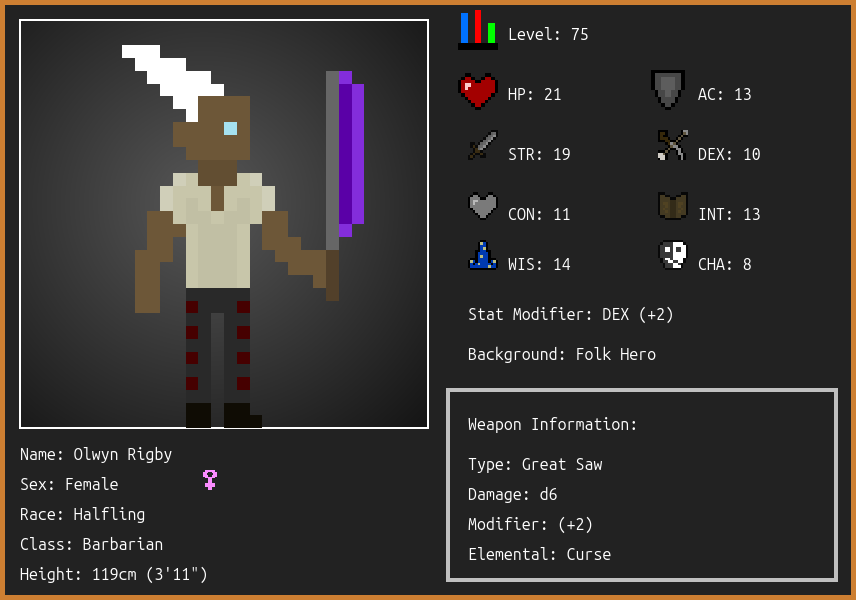 Level: 75
HP: 21
AC: 13
STR: 19
DEX: 10
CON: 11
INT: 13
WIS: 14
CHA: 8
Stat Modifier: DEX (+2)
Background: Folk Hero
Weapon Information:
Type: Great Saw
Damage: d6
Modifier: (+2)
Elemental: Curse
Name: Olwyn Rigby
Sex: Female
Race: Halfling
Class: Barbarian
Height: 119cm (3'11")